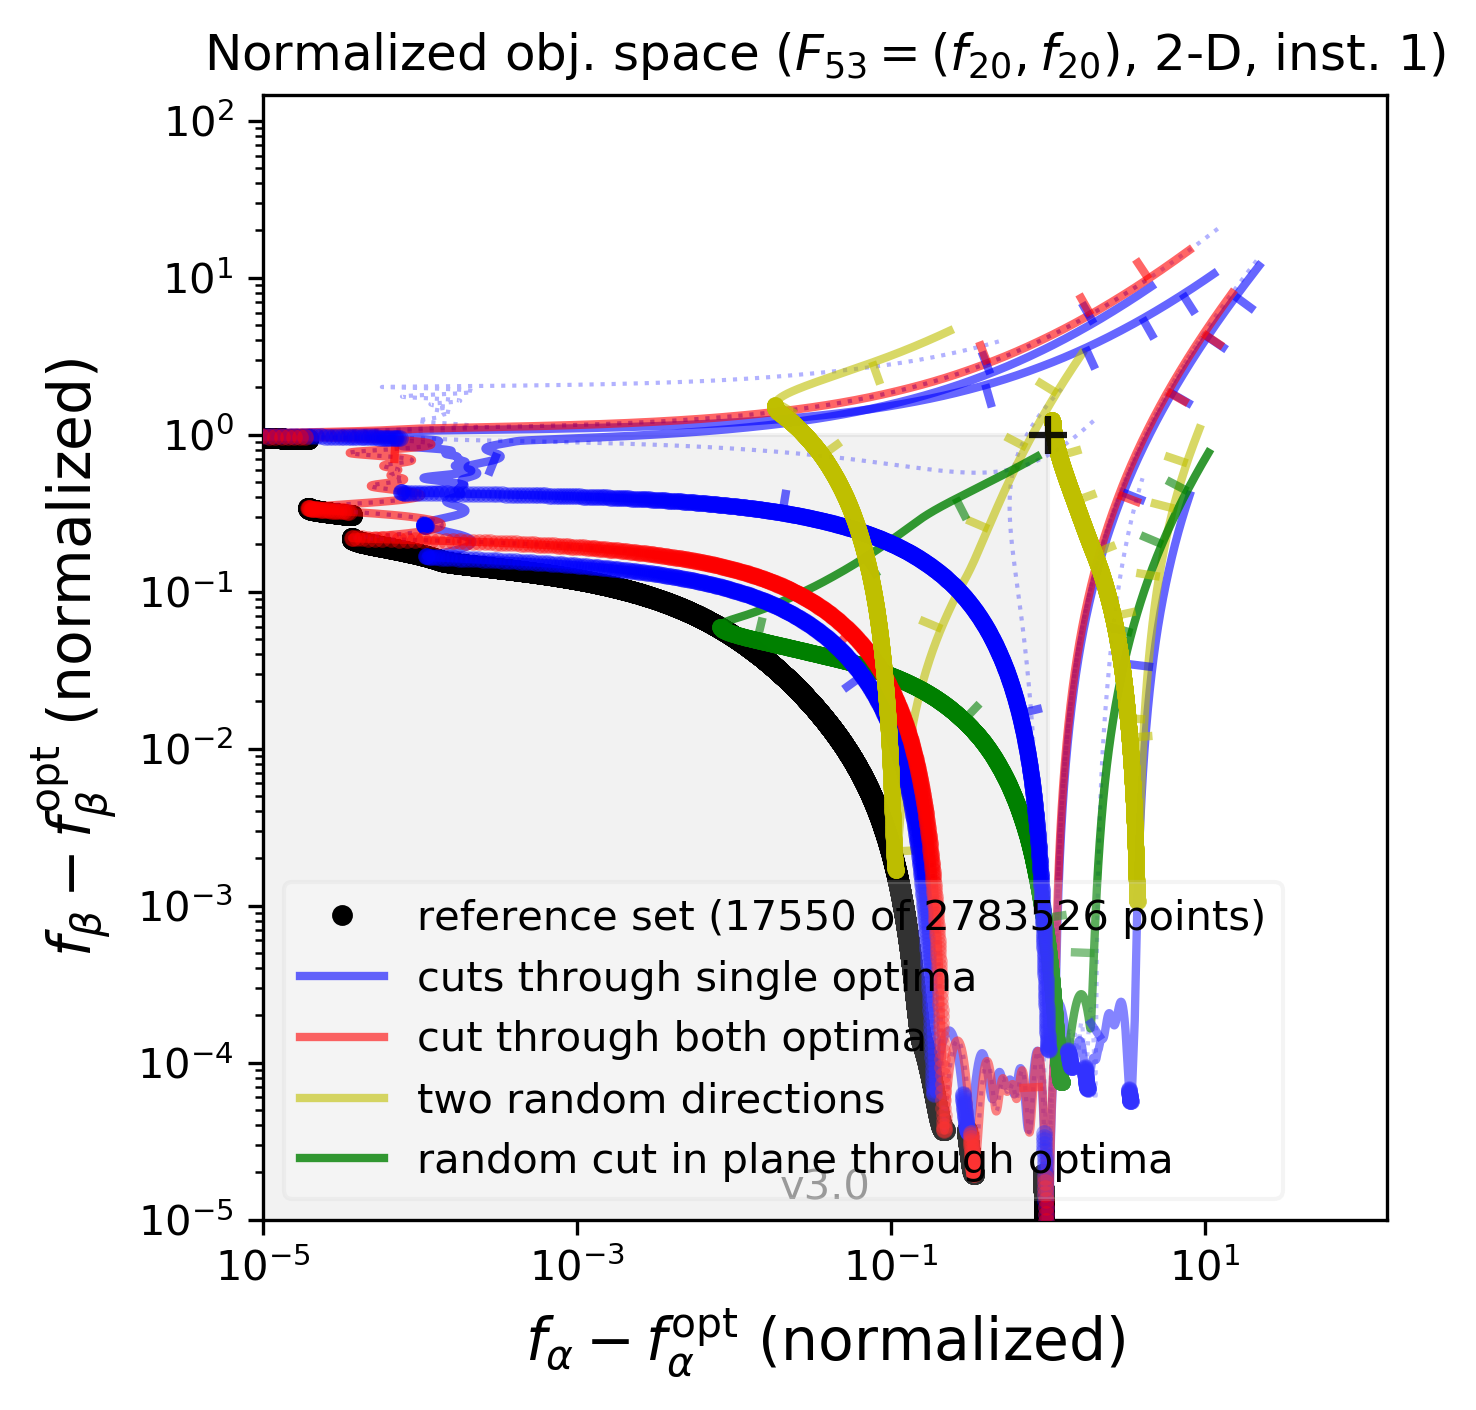 Normalized obj. space (F₅₃ = (f₂₀, f₂₀), 2-D, inst. 1)
10²
10¹
10⁰
10⁻¹
10⁻²
10⁻³
10⁻⁴
10⁻⁵
f_β − f_β^opt (normalized)
reference set (17550 of 2783526 points)
cuts through single optima
cut through both optima
two random directions
random cut in plane through optima
v3.0
10⁻⁵ 10⁻³ 10⁻¹ 10¹
f_α − f_α^opt (normalized)